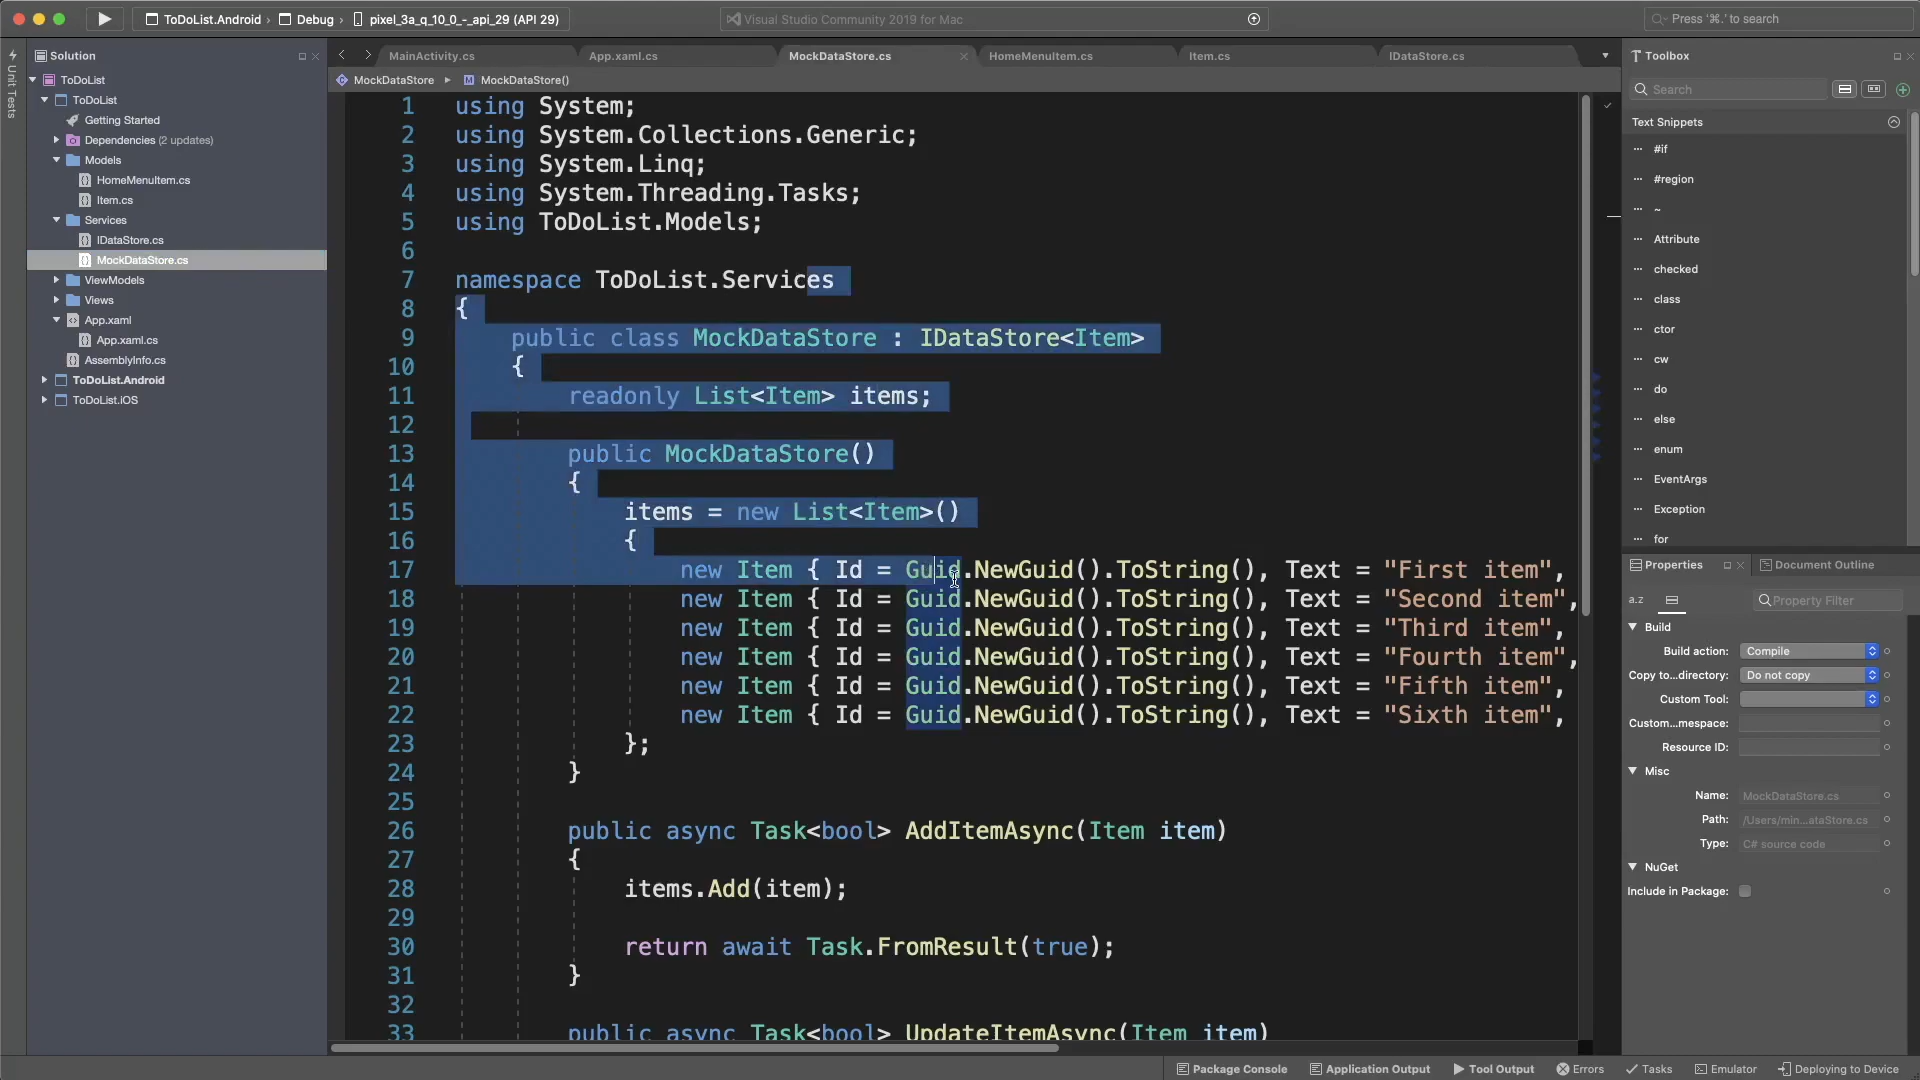 ToDoList.Android › Debug › pixel_3a_q_10_0_-_api_29 (API 29)
Visual Studio Community 2019 for Mac
Press '⌘.' to search
Unit Tests
Solution
ToDoList
ToDoList
Getting Started
Dependencies (2 updates)
Models
HomeMenuItem.cs
Item.cs
Services
IDataStore.cs
MockDataStore.cs
ViewModels
Views
App.xaml
App.xaml.cs
AssemblyInfo.cs
ToDoList.Android
ToDoList.iOS
MainActivity.cs
App.xaml.cs
MockDataStore.cs
HomeMenuItem.cs
Item.cs
IDataStore.cs
MockDataStore
MockDataStore()
1 using System;
2 using System.Collections.Generic;
3 using System.Linq;
4 using System.Threading.Tasks;
5 using ToDoList.Models;
6
7 namespace ToDoList.Services
8 {
9 public class MockDataStore : IDataStore<Item>
10 {
11 readonly List<Item> items;
12
13 public MockDataStore()
14 {
15 items = new List<Item>()
16 {
17 new Item { Id = Guid.NewGuid().ToString(), Text = "First item",
18 new Item { Id = Guid.NewGuid().ToString(), Text = "Second item",
19 new Item { Id = Guid.NewGuid().ToString(), Text = "Third item",
20 new Item { Id = Guid.NewGuid().ToString(), Text = "Fourth item",
21 new Item { Id = Guid.NewGuid().ToString(), Text = "Fifth item",
22 new Item { Id = Guid.NewGuid().ToString(), Text = "Sixth item",
23 };
24 }
25
26 public async Task<bool> AddItemAsync(Item item)
27 {
28 items.Add(item);
29
30 return await Task.FromResult(true);
31 }
32
33 public async Task<bool> UpdateItemAsync(Item item)
Toolbox
Search
Text Snippets
#if
#region
~
Attribute
checked
class
ctor
cw
do
else
enum
EventArgs
Exception
for
Properties
Document Outline
a.z
Property Filter
Build
Build action: Compile
Copy to...directory: Do not copy
Custom Tool:
Custom...mespace:
Resource ID:
Misc
Name: MockDataStore.cs
Path: /Users/min...ataStore.cs
Type: C# source code
NuGet
Include in Package:
Package Console
Application Output
Tool Output
Errors
Tasks
Emulator
Deploying to Device